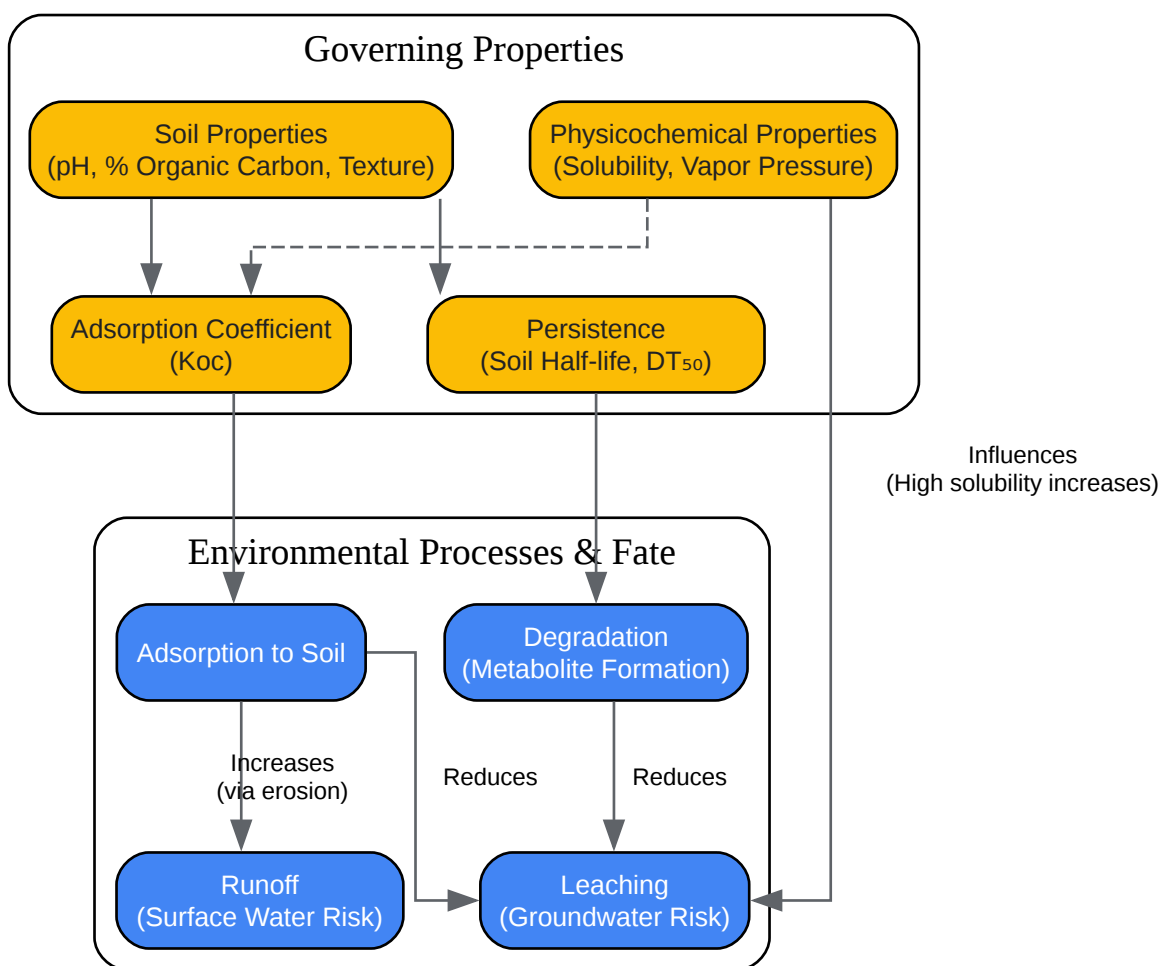 Governing Properties
Soil Properties
(pH, % Organic Carbon, Texture)
Physicochemical Properties
(Solubility, Vapor Pressure)
Adsorption Coefficient
(Koc)
Persistence
(Soil Half-life, DT₅₀)
Influences
(High solubility increases)
Environmental Processes & Fate
Adsorption to Soil
Degradation
(Metabolite Formation)
Increases
(via erosion)
Reduces
Reduces
Runoff
(Surface Water Risk)
Leaching
(Groundwater Risk)